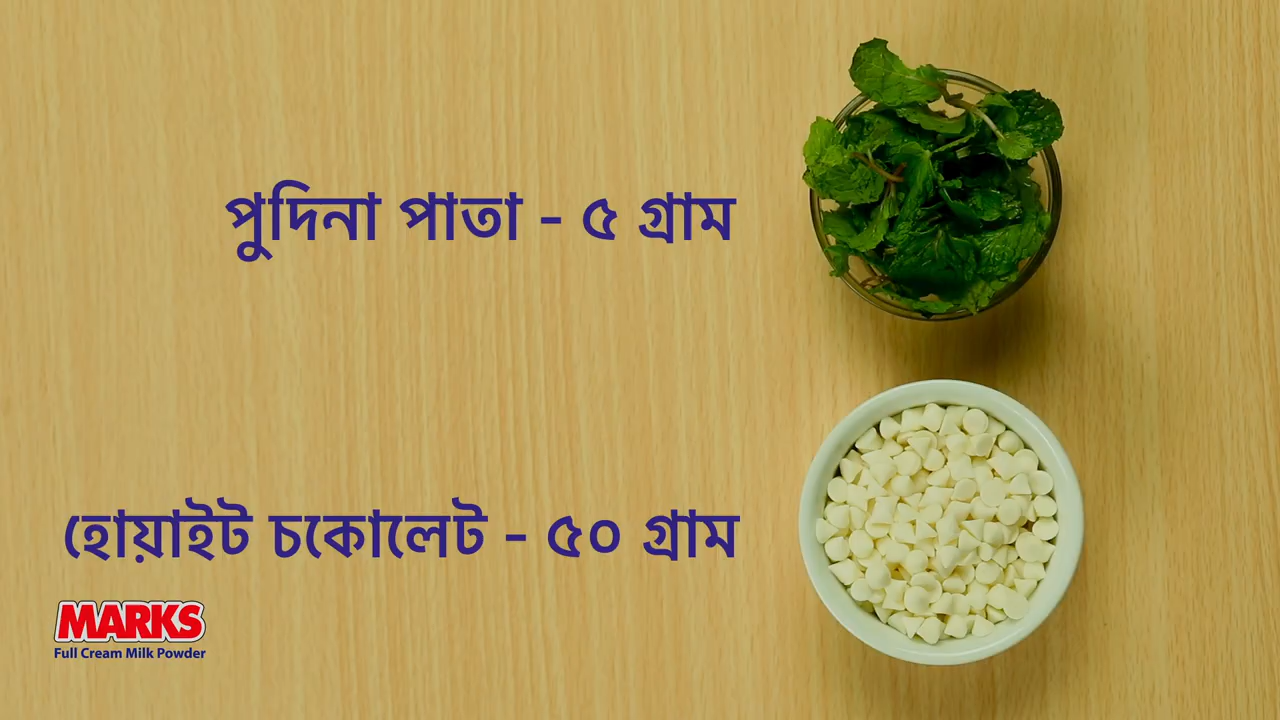 পুদিনা পাতা - ৫ গ্রাম
হোয়াইট চকোলেট - ৫০ গ্রাম
MARKS
Full Cream Milk Powder